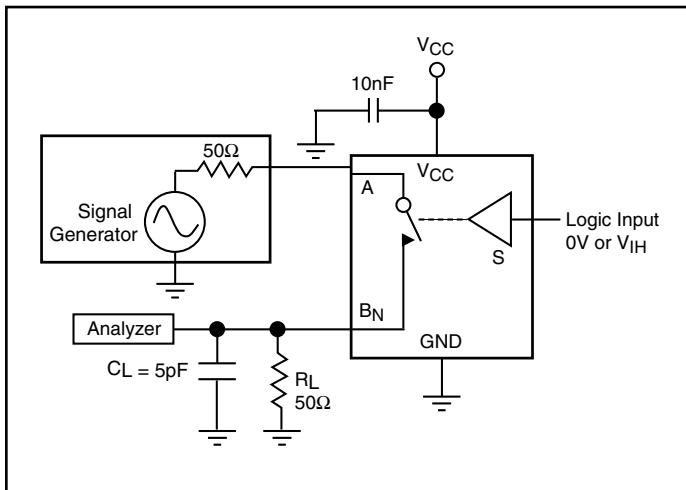 VCC
10nF
50Ω
Signal
Generator
VCC
A
S
Logic Input
0V or VIH
BN
Analyzer
GND
CL = 5pF
RL
50Ω